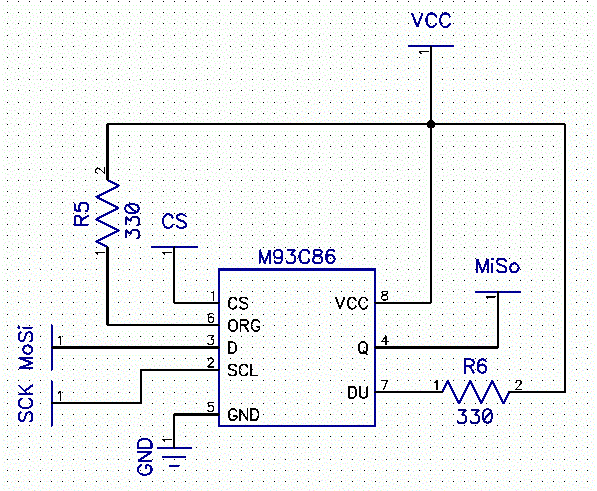 VCC
1
2
R5
330
1
CS
1
M93C86
MiSo
1
1 CS
VCC 8
6 ORG
MoSi 1
3 D
Q 4
2 SCL
SCK 1
DU 7
R6
1
2
330
5 GND
GND 1